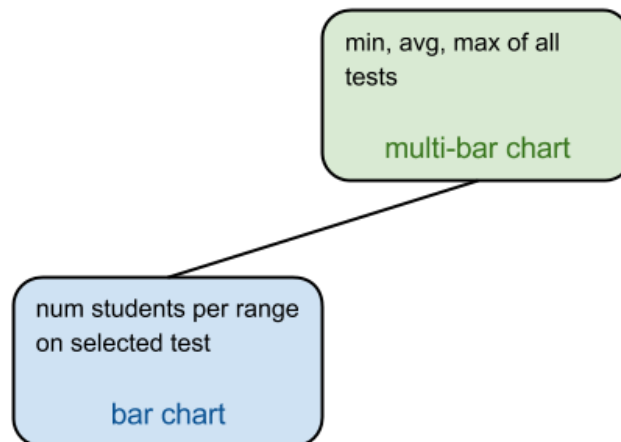 min, avg, max of all
tests
multi-bar chart
num students per range
on selected test
bar chart